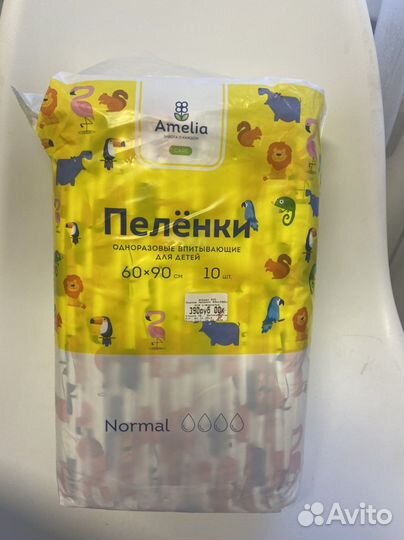 Amelia
ЗАБОТА О КАЖДОМ
CARE
Пелёнки
ОДНОРАЗОВЫЕ ВПИТЫВАЮЩИЕ
ДЛЯ ДЕТЕЙ
60×90 см 10 шт.
390руб 00к
Normal
Avito